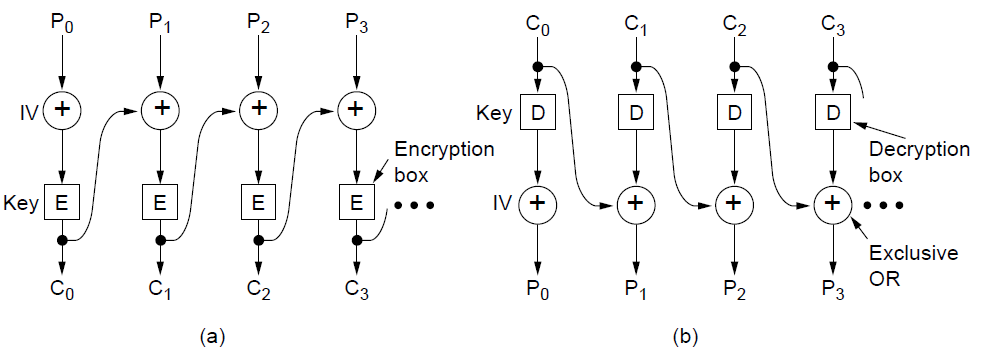 P0 P1 P2 P3
IV + + + +
Encryption
box
Key E E E E •••
C0 C1 C2 C3
(a)
C0 C1 C2 C3
Key D D D D
Decryption
box
IV + + + + •••
Exclusive
OR
P0 P1 P2 P3
(b)